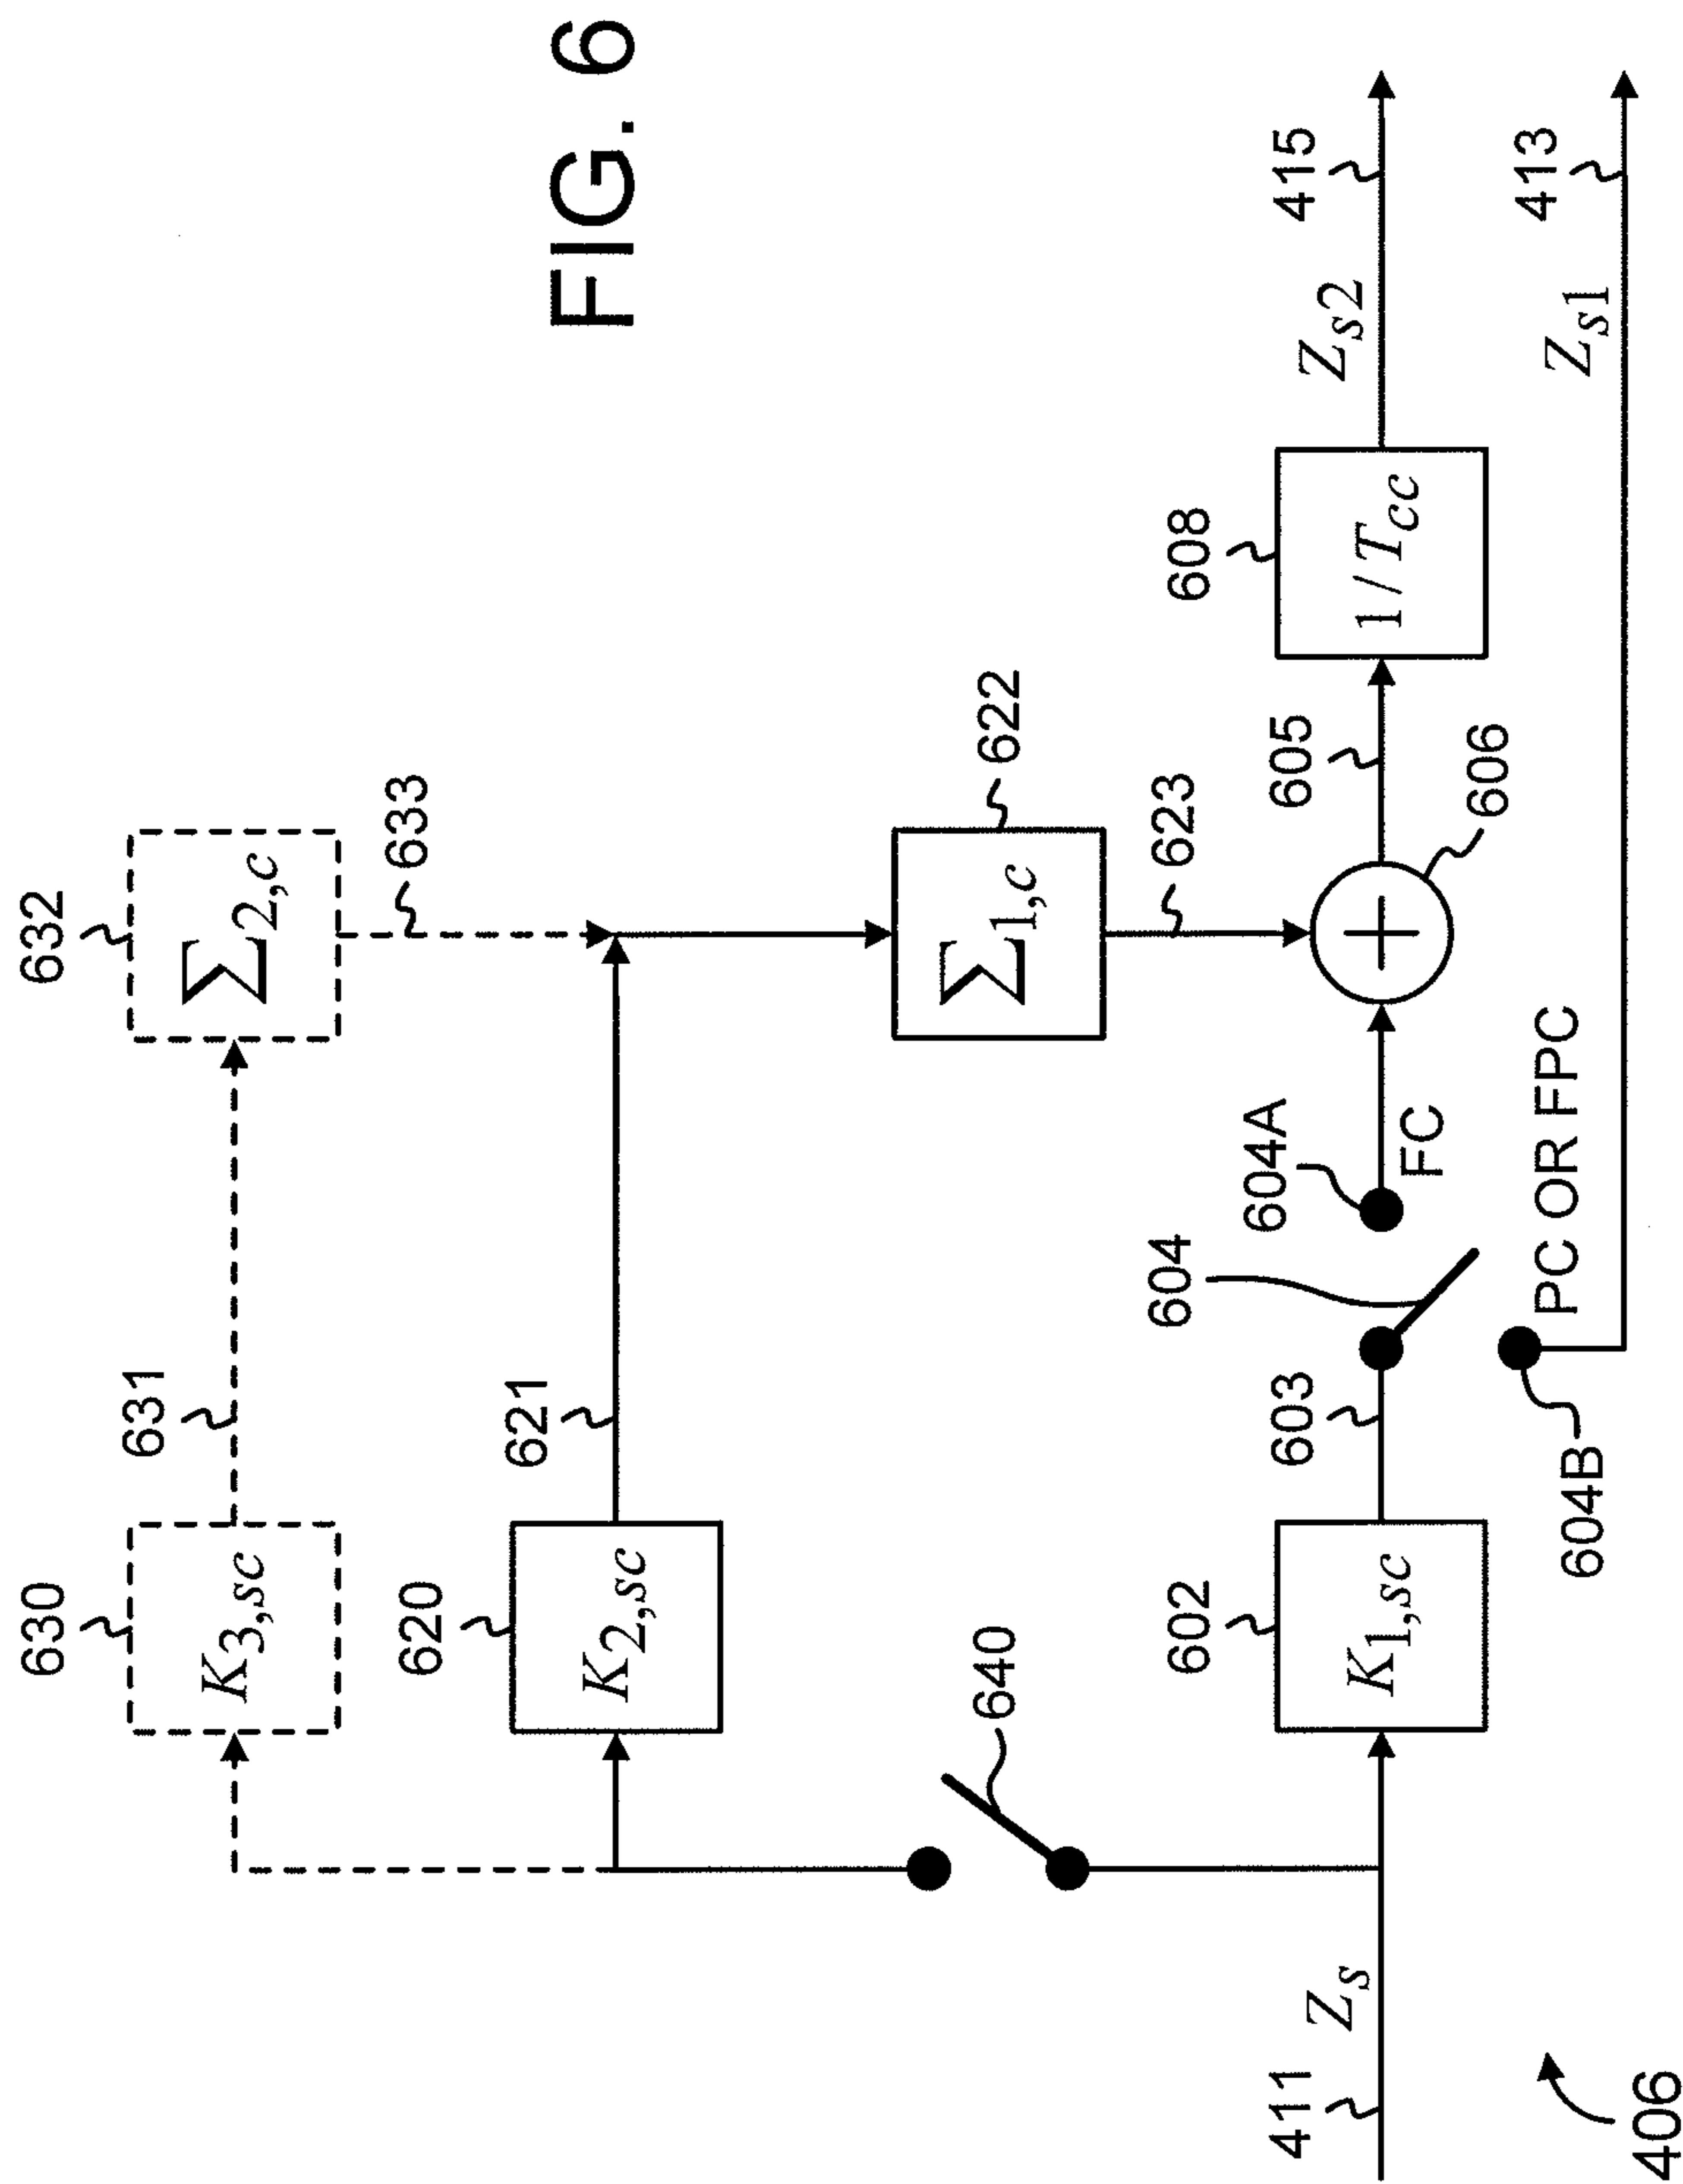 FIG. 6
630
K3,sc
631
632
Σ2,c
633
620
K2,sc
621
640
Σ1,c
622
623
411
Zs
602
K1,sc
603
604
604A
FC
604B
PC OR FPC
605
606
608
1/Tcc
Zs2
415
Zs1
413
406